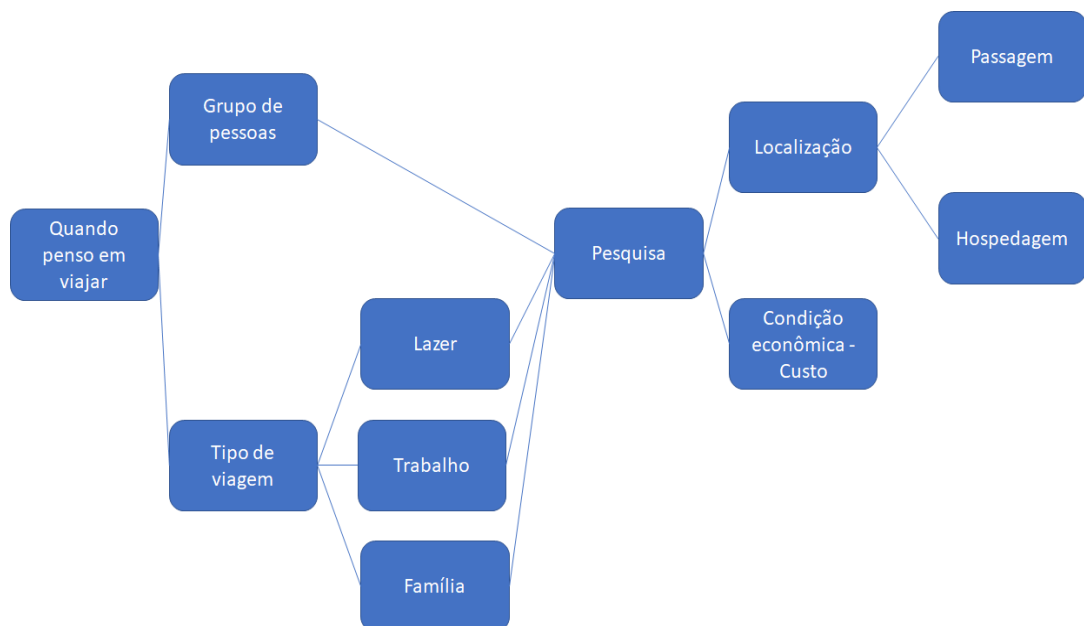 Passagem
Grupo de
pessoas
Localização
Quando
penso em
viajar
Pesquisa
Hospedagem
Lazer
Condição
econômica -
Custo
Tipo de
viagem
Trabalho
Família